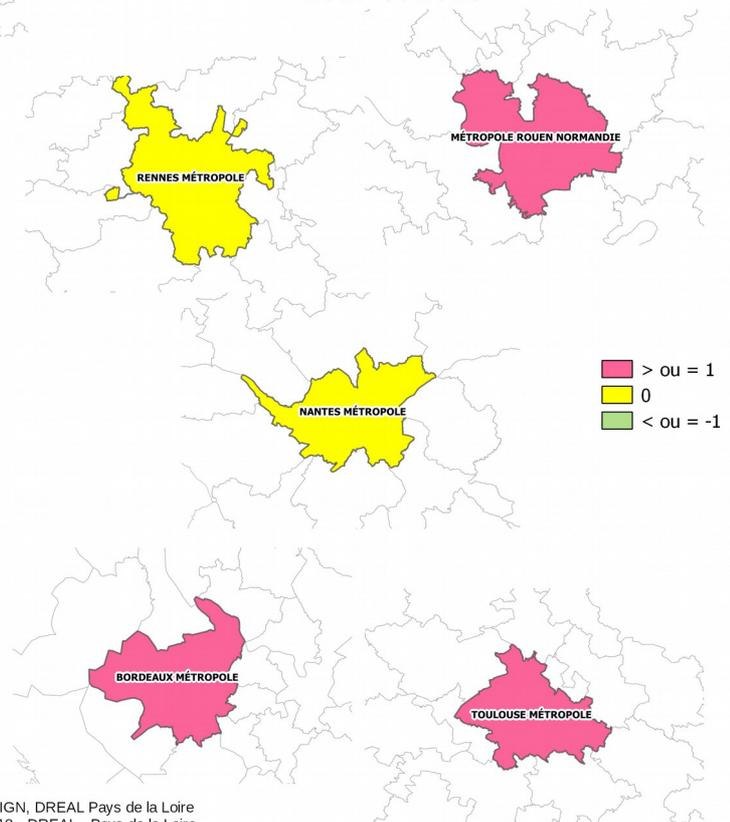 RENNES MÉTROPOLE
MÉTROPOLE ROUEN NORMANDIE
NANTES MÉTROPOLE
> ou = 1
0
< ou = -1
BORDEAUX MÉTROPOLE
TOULOUSE MÉTROPOLE
IGN, DREAL Pays de la Loire